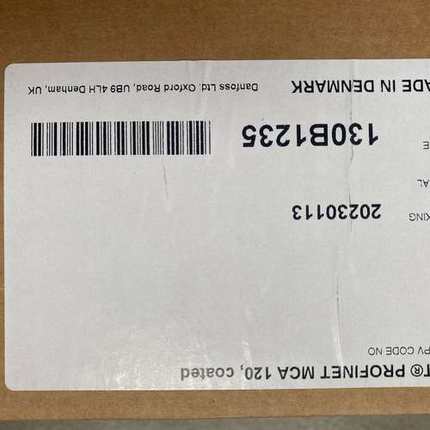 T® PROFINET MCA 120, coated
PV CODE NO
KING 20230113
AL
E 130B1235
ADE IN DENMARK Danfoss Ltd. Oxford Road, UB9 4LH Denham, UK